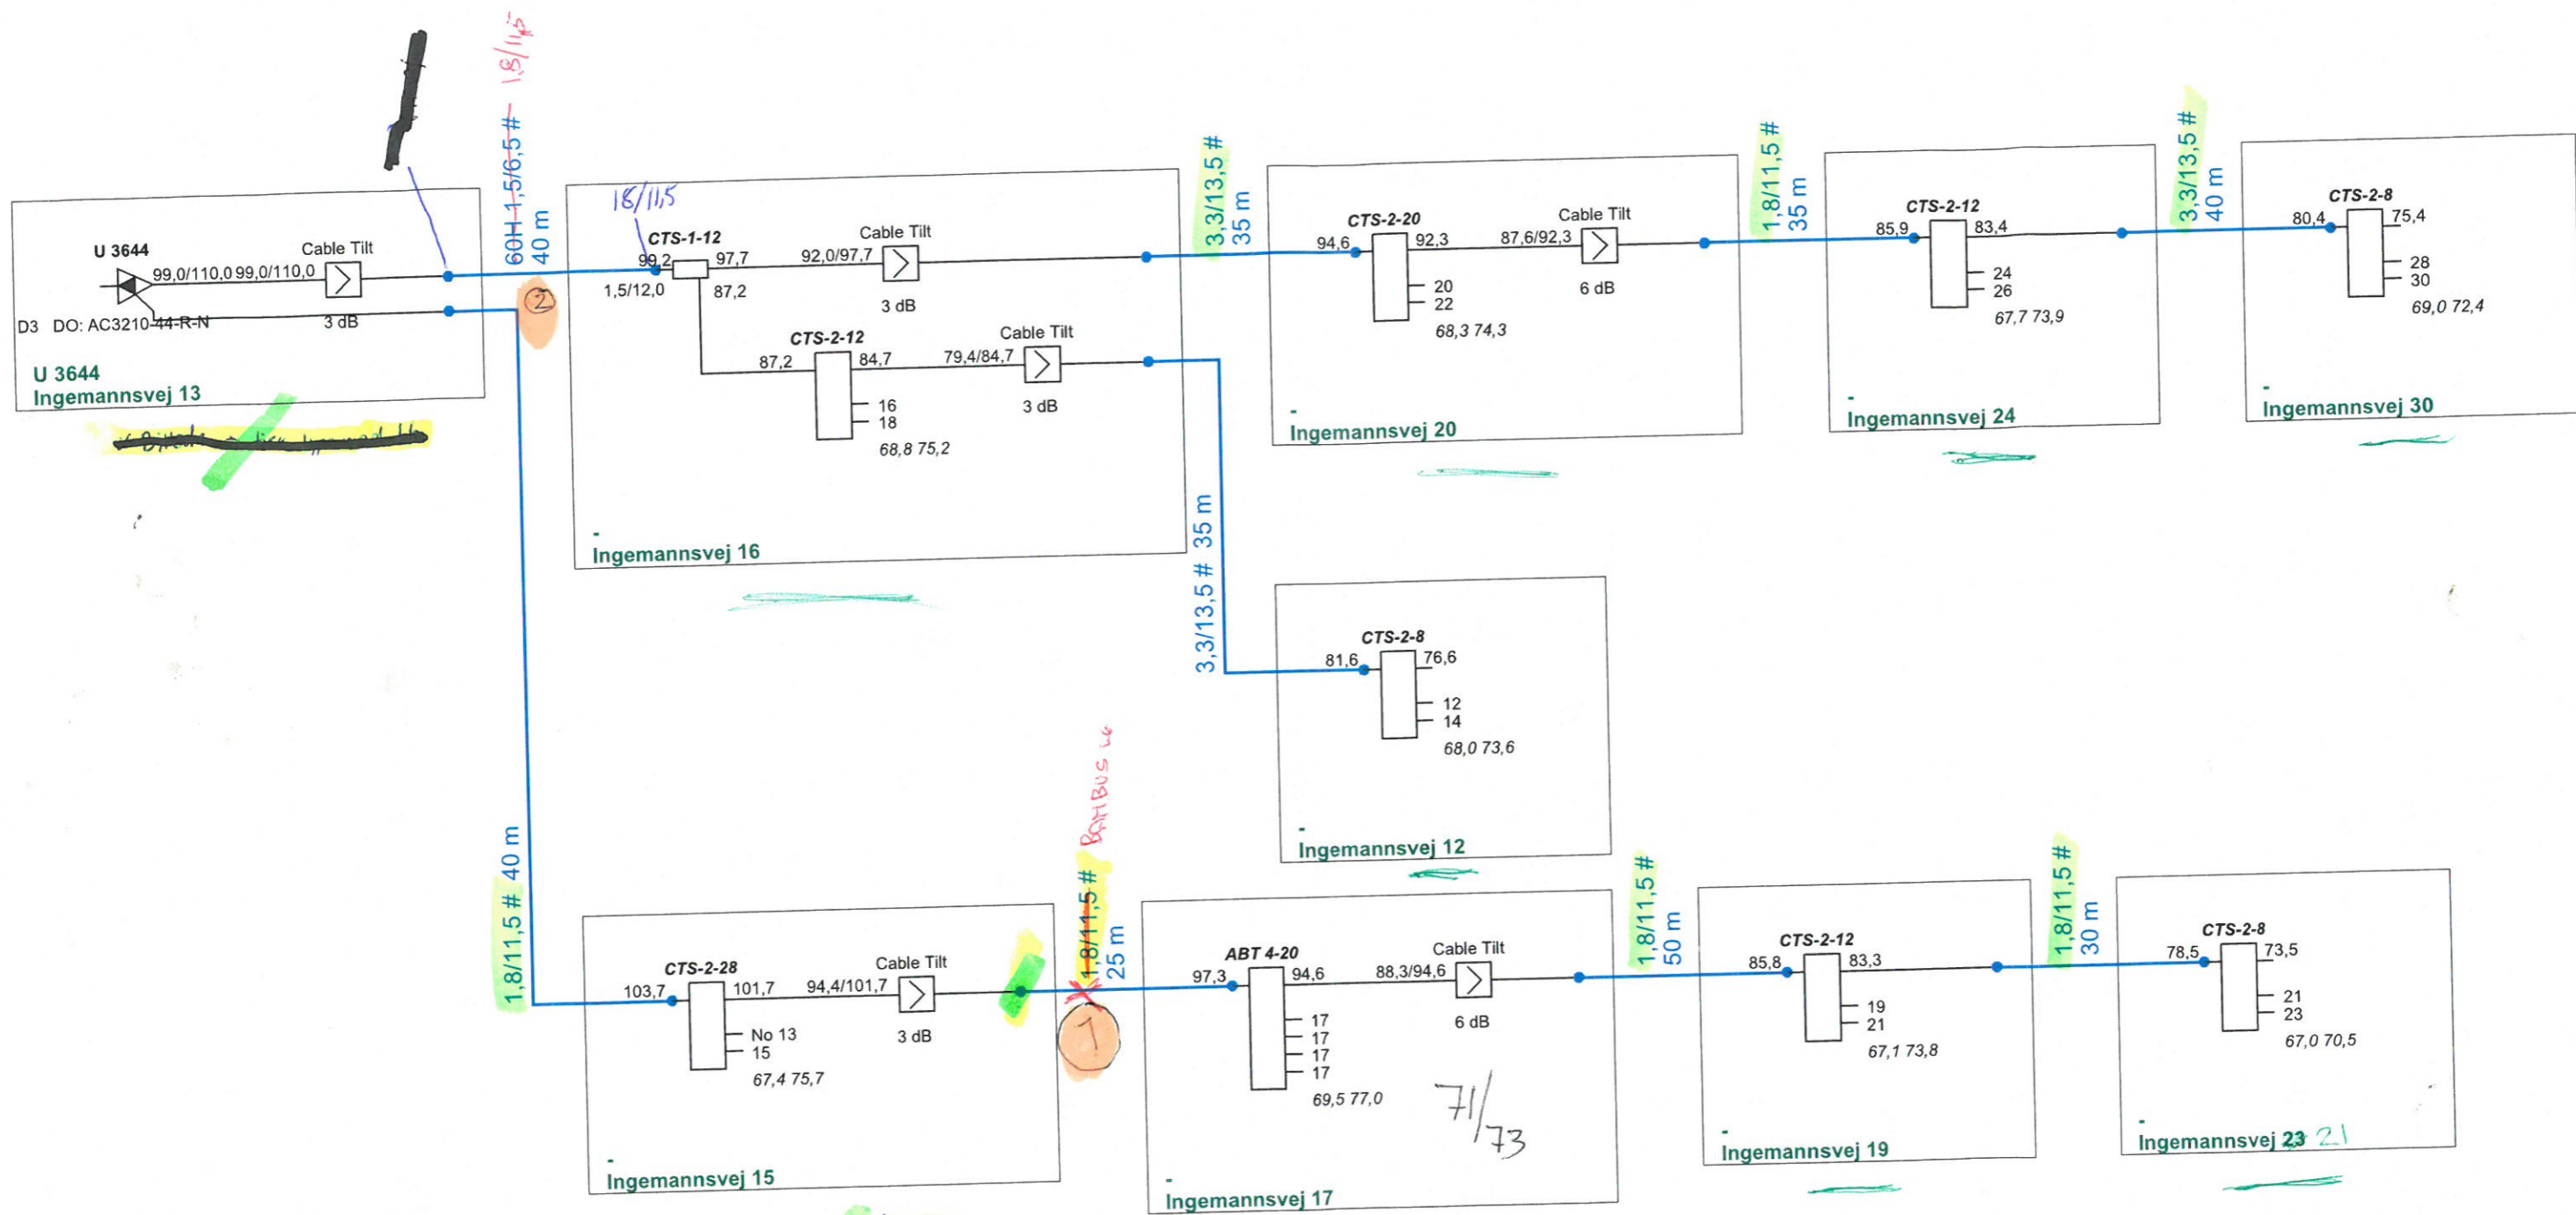 U 3644
99,0/110,0 99,0/110,0
Cable Tilt
3 dB
D3 DO: AC3210-44-R-N
U 3644
Ingemannsvej 13
60H 1,5/6,5 # 1,8/11,5
40 m
2
18/11,5
CTS-1-12
99,2
97,7
1,5/12,0
87,2
92,0/97,7
Cable Tilt
3 dB
CTS-2-12
87,2
84,7
16
18
68,8 75,2
79,4/84,7
Cable Tilt
3 dB
-
Ingemannsvej 16
3,3/13,5 #
35 m
CTS-2-20
94,6
92,3
20
22
68,3 74,3
87,6/92,3
Cable Tilt
6 dB
-
Ingemannsvej 20
1,8/11,5 #
35 m
CTS-2-12
85,9
83,4
24
26
67,7 73,9
-
Ingemannsvej 24
3,3/13,5 #
40 m
CTS-2-8
80,4
75,4
28
30
69,0 72,4
-
Ingemannsvej 30
3,3/13,5 # 35 m
CTS-2-8
81,6
76,6
12
14
68,0 73,6
-
Ingemannsvej 12
1,8/11,5 # 40 m
CTS-2-28
103,7
101,7
No 13
15
67,4 75,7
94,4/101,7
Cable Tilt
3 dB
-
Ingemannsvej 15
1,8/11,5 # BAMBUS
25 m
1
ABT 4-20
97,3
94,6
17
17
17
17
69,5 77,0
88,3/94,6
Cable Tilt
6 dB
71/73
-
Ingemannsvej 17
1,8/11,5 #
50 m
CTS-2-12
85,8
83,3
19
21
67,1 73,8
-
Ingemannsvej 19
1,8/11,5 #
30 m
CTS-2-8
78,5
73,5
21
23
67,0 70,5
-
Ingemannsvej 23 21